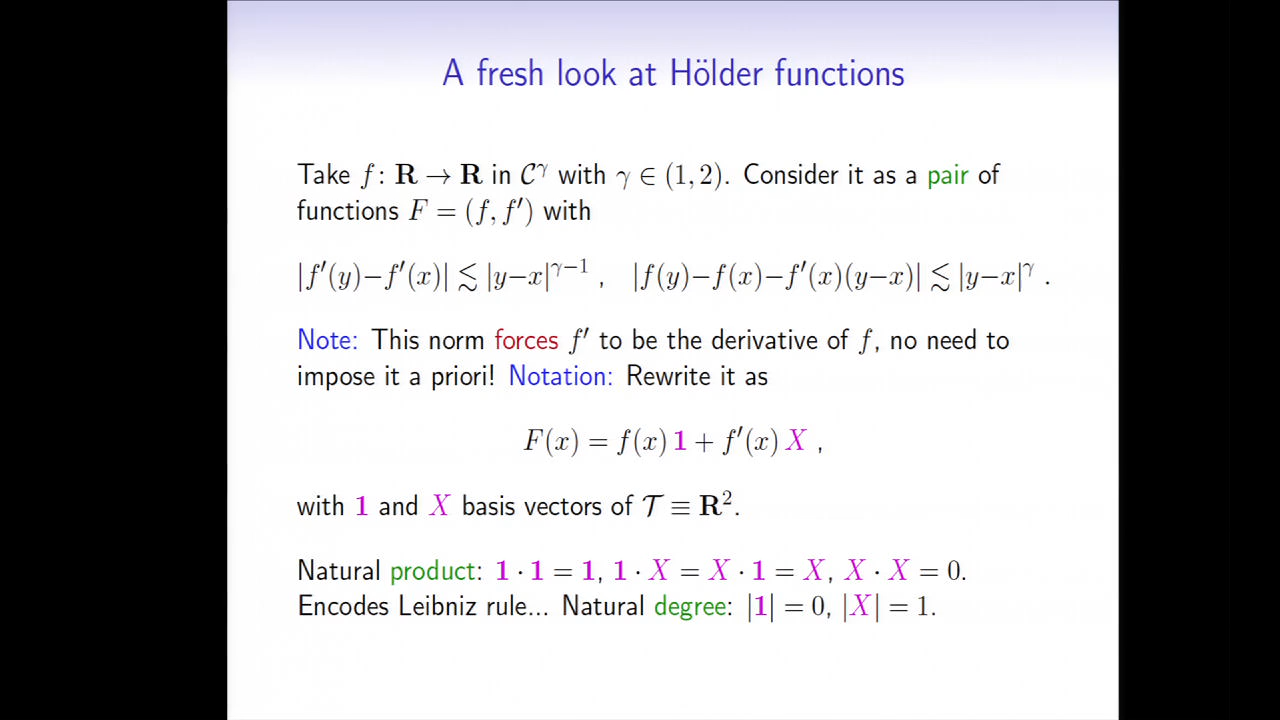 A fresh look at Hölder functions
Take f: R → R in 𝒞^γ with γ ∈ (1, 2). Consider it as a pair of
functions F = (f, f′) with
|f′(y)−f′(x)| ≲ |y−x|^{γ−1} , |f(y)−f(x)−f′(x)(y−x)| ≲ |y−x|^γ .
Note: This norm forces f′ to be the derivative of f, no need to
impose it a priori! Notation: Rewrite it as
F(x) = f(x) 1 + f′(x) X ,
with 1 and X basis vectors of 𝒯 ≡ R².
Natural product: 1 · 1 = 1, 1 · X = X · 1 = X, X · X = 0.
Encodes Leibniz rule... Natural degree: |1| = 0, |X| = 1.